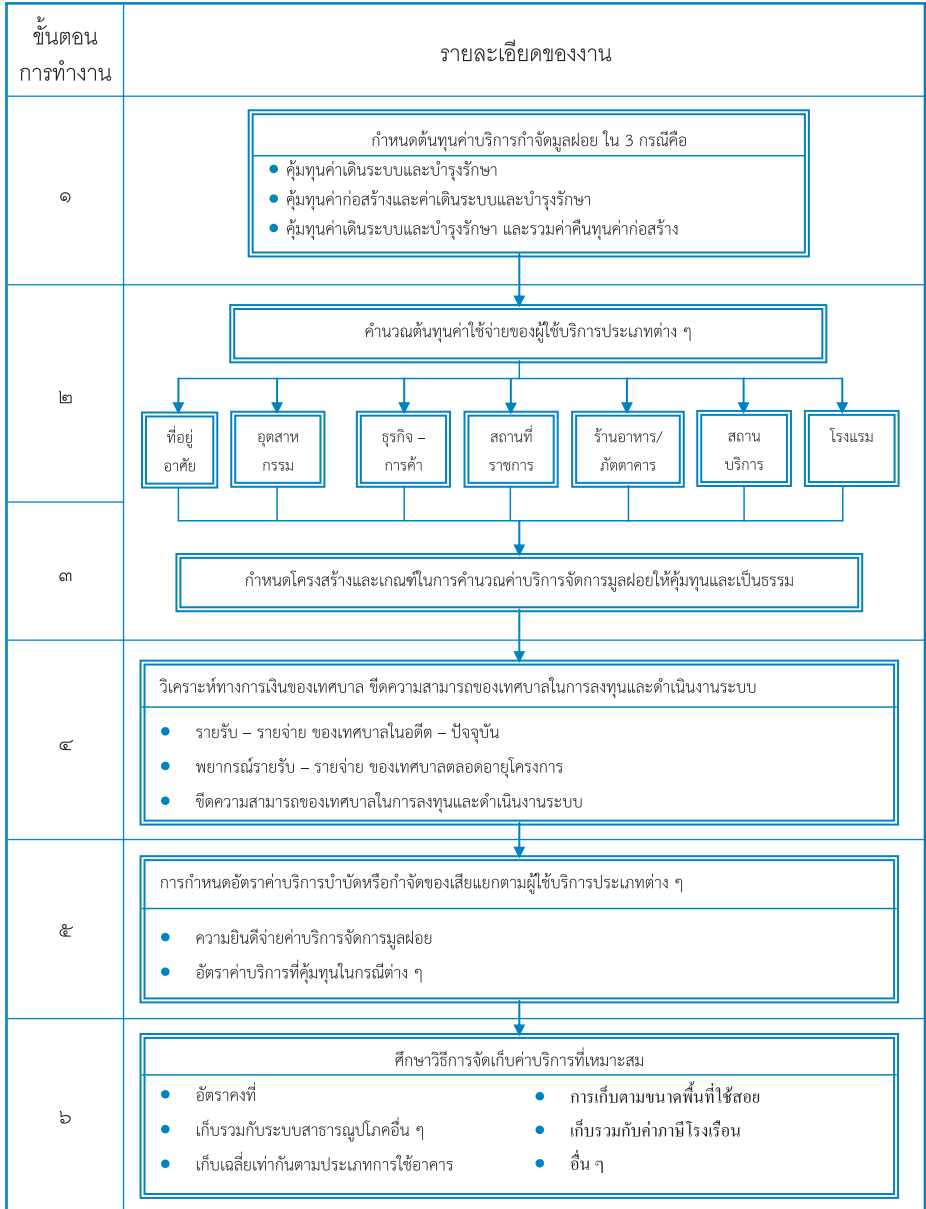 ขั้นตอน
การทำงาน
รายละเอียดของงาน
๑
กำหนดต้นทุนค่าบริการกำจัดมูลฝอย ใน 3 กรณีคือ
● คุ้มทุนค่าเดินระบบและบำรุงรักษา
● คุ้มทุนค่าก่อสร้างและค่าเดินระบบและบำรุงรักษา
● คุ้มทุนค่าเดินระบบและบำรุงรักษา และรวมค่าคืนทุนค่าก่อสร้าง
๒
คำนวณต้นทุนค่าใช้จ่ายของผู้ใช้บริการประเภทต่าง ๆ
ที่อยู่
อาศัย
อุตสาห
กรรม
ธุรกิจ –
การค้า
สถานที่
ราชการ
ร้านอาหาร/
ภัตตาคาร
สถาน
บริการ
โรงแรม
๓
กำหนดโครงสร้างและเกณฑ์ในการคำนวณค่าบริการจัดการมูลฝอยให้คุ้มทุนและเป็นธรรม
๔
วิเคราะห์ทางการเงินของเทศบาล ขีดความสามารถของเทศบาลในการลงทุนและดำเนินงานระบบ
● รายรับ – รายจ่าย ของเทศบาลในอดีต – ปัจจุบัน
● พยากรณ์รายรับ – รายจ่าย ของเทศบาลตลอดอายุโครงการ
● ขีดความสามารถของเทศบาลในการลงทุนและดำเนินงานระบบ
๕
การกำหนดอัตราค่าบริการบำบัดหรือกำจัดของเสียแยกตามผู้ใช้บริการประเภทต่าง ๆ
● ความยินดีจ่ายค่าบริการจัดการมูลฝอย
● อัตราค่าบริการที่คุ้มทุนในกรณีต่าง ๆ
๖
ศึกษาวิธีการจัดเก็บค่าบริการที่เหมาะสม
● อัตราคงที่
● เก็บรวมกับระบบสาธารณูปโภคอื่น ๆ
● เก็บเฉลี่ยเท่ากันตามประเภทการใช้อาคาร
● การเก็บตามขนาดพื้นที่ใช้สอย
● เก็บรวมกับค่าภาษีโรงเรือน
● อื่น ๆ